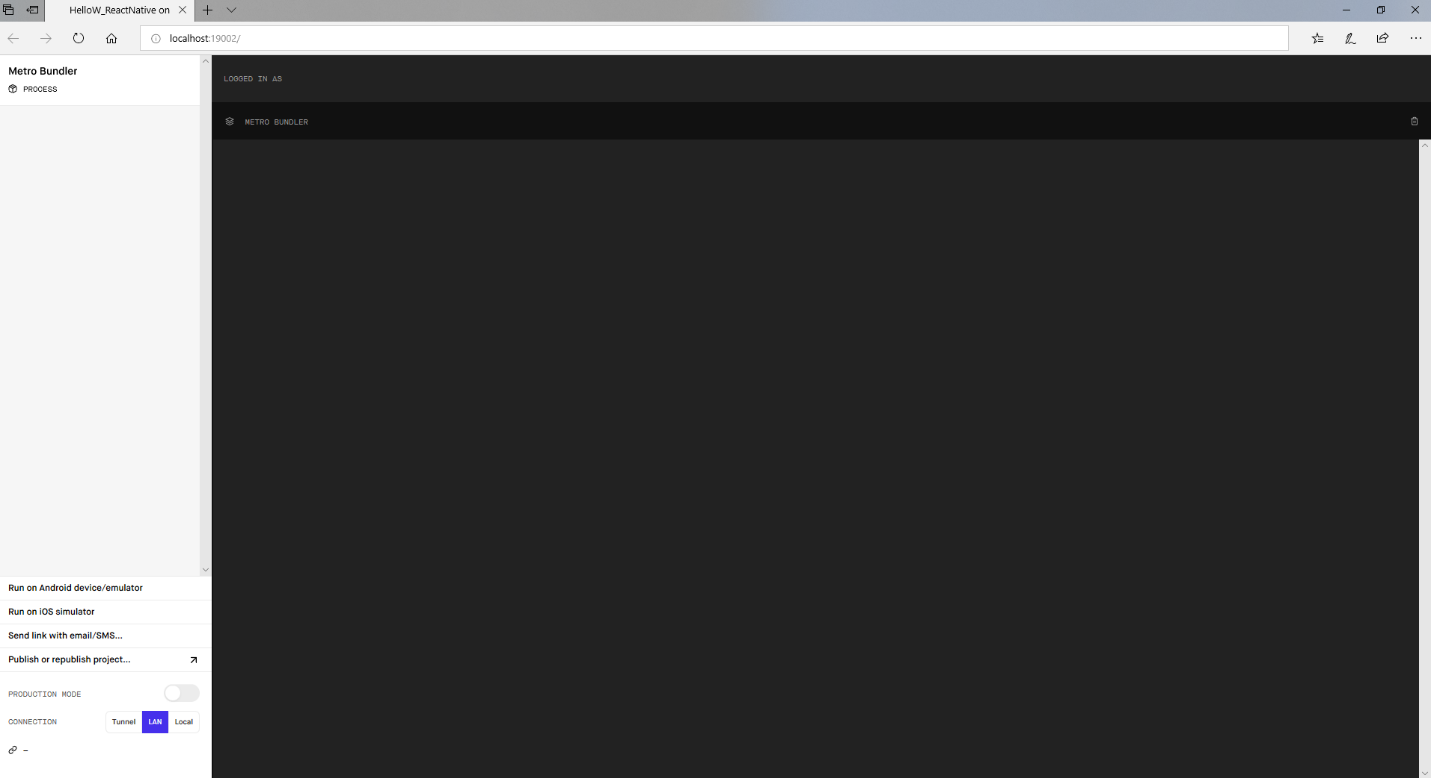 HelloW_ReactNative on
localhost:19002/
Metro Bundler
PROCESS
LOGGED IN AS
METRO BUNDLER
Run on Android device/emulator
Run on iOS simulator
Send link with email/SMS...
Publish or republish project...
PRODUCTION MODE
CONNECTION
Tunnel LAN Local
–